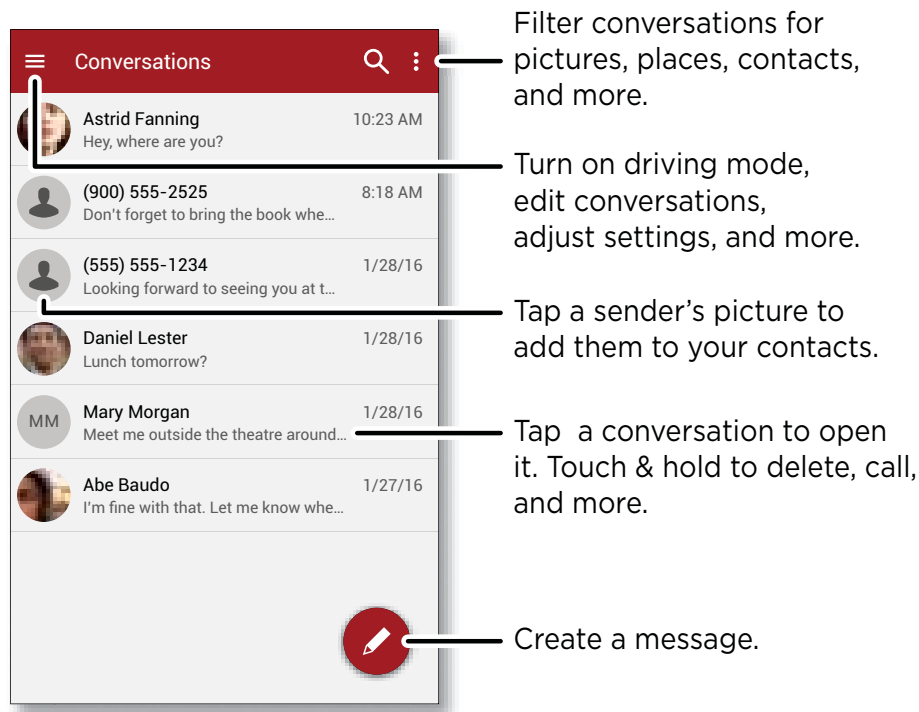 Conversations
Astrid Fanning 10:23 AM
Hey, where are you?
(900) 555-2525 8:18 AM
Don't forget to bring the book whe...
(555) 555-1234 1/28/16
Looking forward to seeing you at t...
Daniel Lester 1/28/16
Lunch tomorrow?
MM
Mary Morgan 1/28/16
Meet me outside the theatre around...
Abe Baudo 1/27/16
I'm fine with that. Let me know whe...
Filter conversations for
pictures, places, contacts,
and more.
Turn on driving mode,
edit conversations,
adjust settings, and more.
Tap a sender's picture to
add them to your contacts.
Tap a conversation to open
it. Touch & hold to delete, call,
and more.
Create a message.